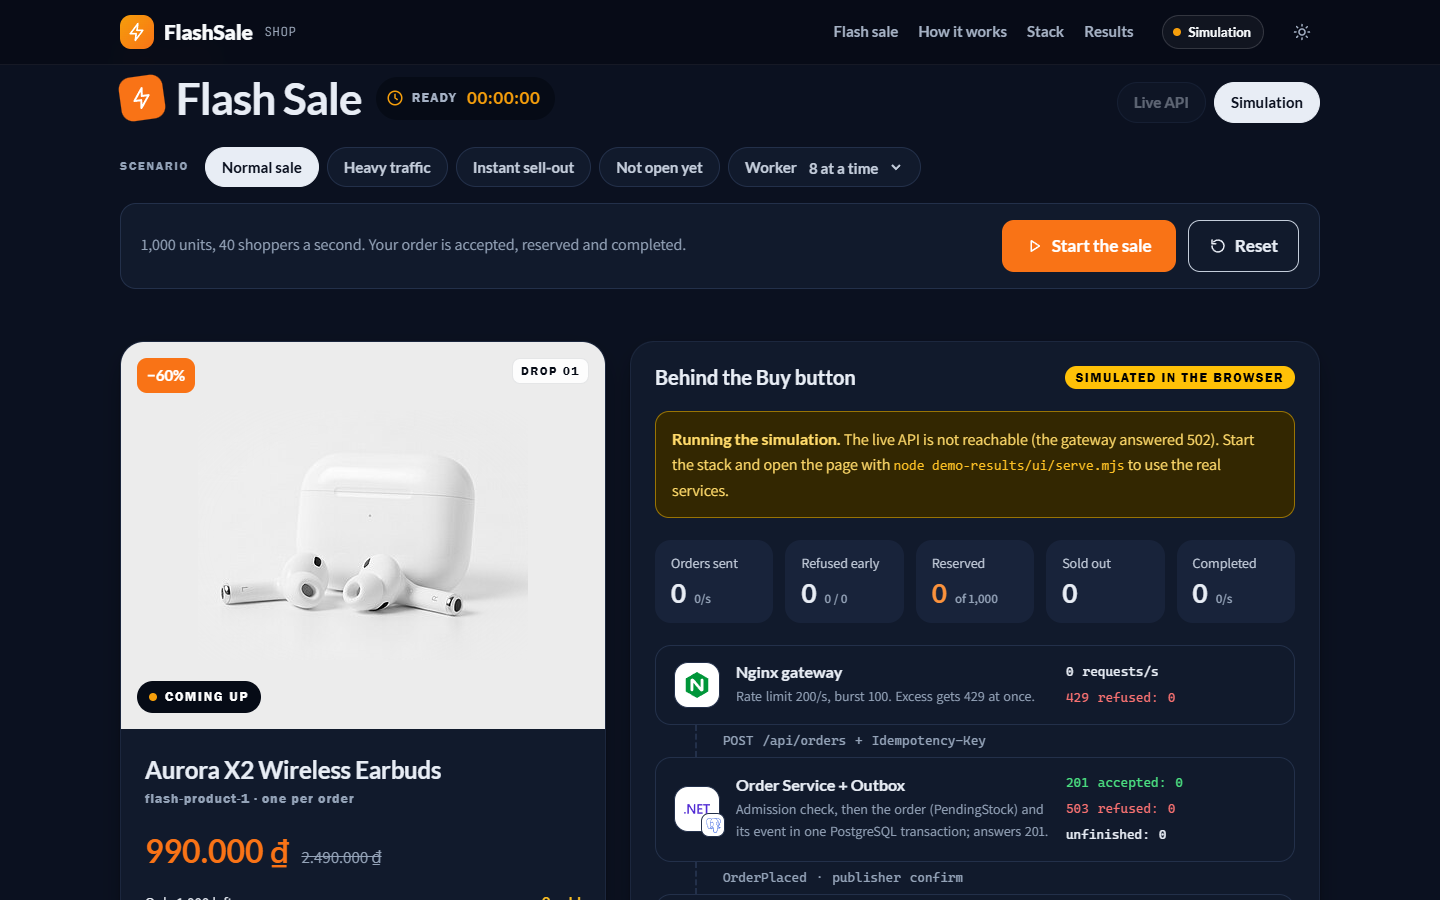 FlashSale SHOP
Flash sale How it works Stack Results Simulation
Flash Sale READY 00:00:00
Live API Simulation
SCENARIO Normal sale Heavy traffic Instant sell-out Not open yet Worker 8 at a time
1,000 units, 40 shoppers a second. Your order is accepted, reserved and completed.
Start the sale Reset
−60%
DROP 01
COMING UP
Aurora X2 Wireless Earbuds
flash-product-1 · one per order
990.000 ₫ 2.490.000 ₫
Behind the Buy button
SIMULATED IN THE BROWSER
Running the simulation. The live API is not reachable (the gateway answered 502). Start
the stack and open the page with node demo-results/ui/serve.mjs to use the real
services.
Orders sent
0 0/s
Refused early
0 0 / 0
Reserved
0 of 1,000
Sold out
0
Completed
0 0/s
Nginx gateway
Rate limit 200/s, burst 100. Excess gets 429 at once.
0 requests/s
429 refused: 0
POST /api/orders + Idempotency-Key
.NET
Order Service + Outbox
Admission check, then the order (PendingStock) and
its event in one PostgreSQL transaction; answers 201.
201 accepted: 0
503 refused: 0
unfinished: 0
OrderPlaced · publisher confirm